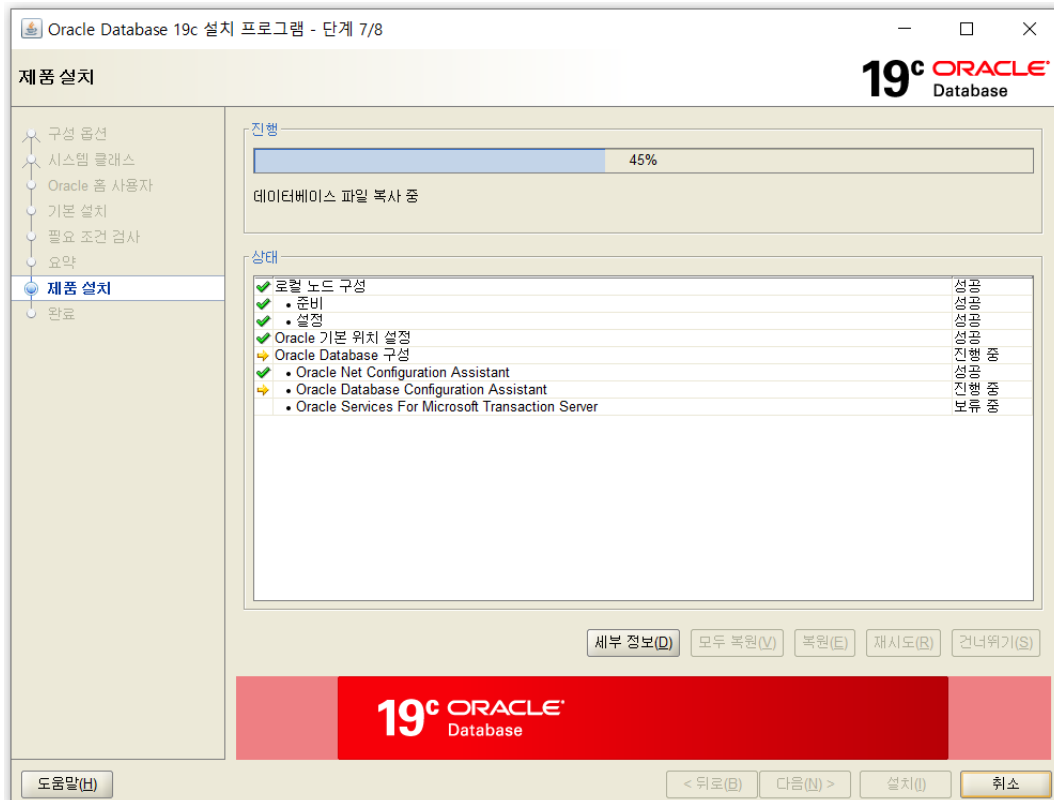 Oracle Database 19c 설치 프로그램 - 단계 7/8
제품 설치
19c ORACLE
Database
구성 옵션
시스템 클래스
Oracle 홈 사용자
기본 설치
필요 조건 검사
요약
제품 설치
완료
진행
45%
데이터베이스 파일 복사 중
상태
로컬 노드 구성 성공
• 준비 성공
• 설정 성공
Oracle 기본 위치 설정 성공
Oracle Database 구성 진행 중
• Oracle Net Configuration Assistant 성공
• Oracle Database Configuration Assistant 진행 중
• Oracle Services For Microsoft Transaction Server 보류 중
세부 정보(D) 모두 복원(V) 복원(E) 재시도(R) 건너뛰기(S)
19c ORACLE
Database
도움말(H) < 뒤로(B) 다음(N) > 설치(I) 취소